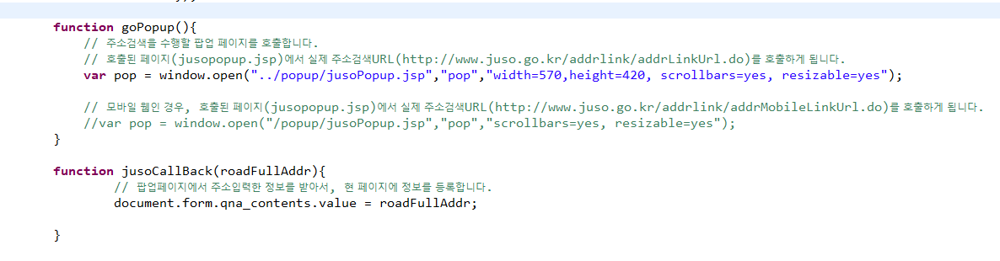 function goPopup(){
// 주소검색을 수행할 팝업 페이지를 호출합니다.
// 호출된 페이지(jusopopup.jsp)에서 실제 주소검색URL(http://www.juso.go.kr/addrlink/addrLinkUrl.do)를 호출하게 됩니다.
var pop = window.open("../popup/jusoPopup.jsp","pop","width=570,height=420, scrollbars=yes, resizable=yes");
// 모바일 웹인 경우, 호출된 페이지(jusopopup.jsp)에서 실제 주소검색URL(http://www.juso.go.kr/addrlink/addrMobileLinkUrl.do)를 호출하게 됩니다.
//var pop = window.open("/popup/jusoPopup.jsp","pop","scrollbars=yes, resizable=yes");
}
function jusoCallBack(roadFullAddr){
// 팝업페이지에서 주소입력한 정보를 받아서, 현 페이지에 정보를 등록합니다.
document.form.qna_contents.value = roadFullAddr;
}